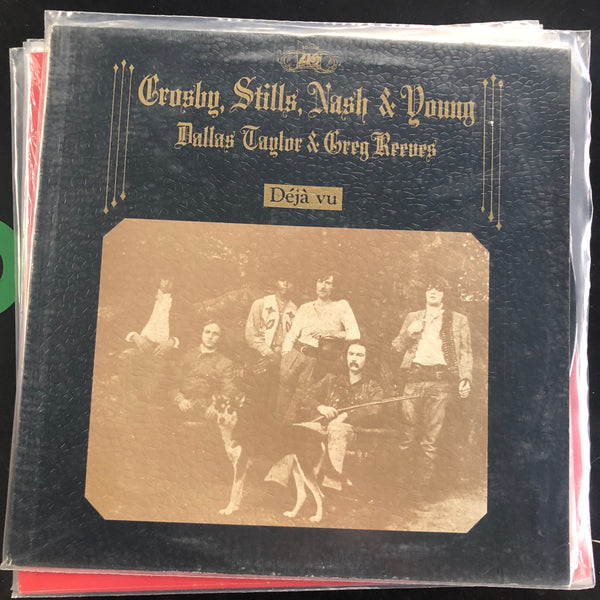 Crosby, Stills, Nash & Young
Dallas Taylor & Greg Reeves
Déjà vu